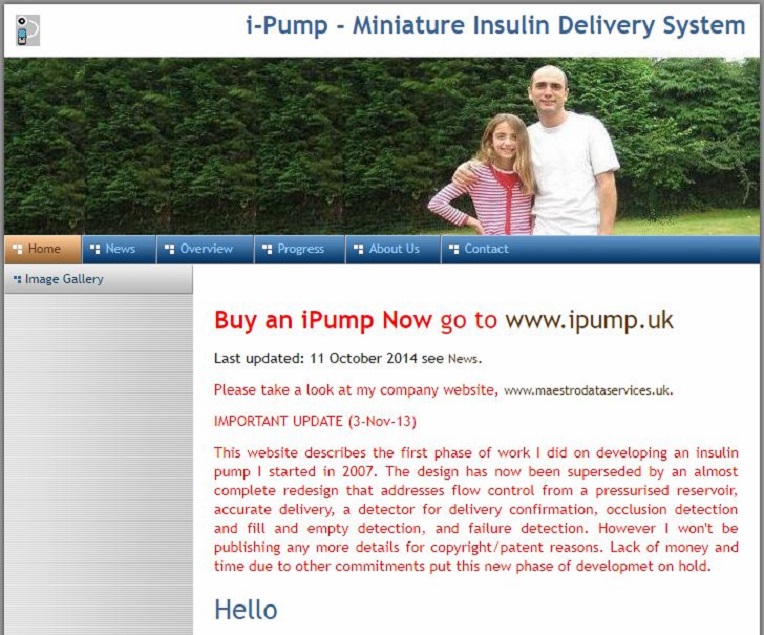 i-Pump - Miniature Insulin Delivery System
Home News Overview Progress About Us Contact
Image Gallery
Buy an iPump Now go to www.ipump.uk
Last updated: 11 October 2014 see News.
Please take a look at my company website, www.maestrodataservices.uk.
IMPORTANT UPDATE (3-Nov-13)
This website describes the first phase of work I did on developing an insulin
pump I started in 2007. The design has now been superseded by an almost
complete redesign that addresses flow control from a pressurised reservoir,
accurate delivery, a detector for delivery confirmation, occlusion detection
and fill and empty detection, and failure detection. However I won't be
publishing any more details for copyright/patent reasons. Lack of money and
time due to other commitments put this new phase of developmet on hold.
Hello